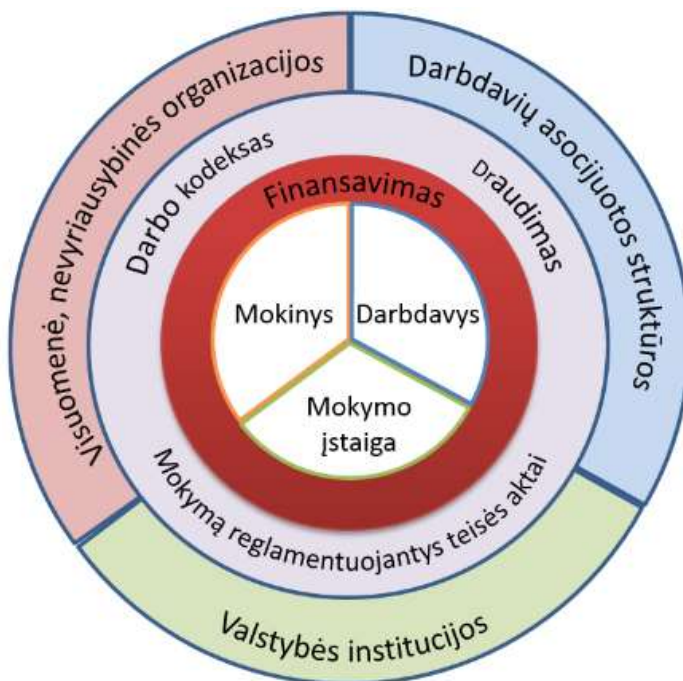 Visuomenė, nevyriausybinės organizacijos
Darbdavių asocijuotos struktūros
Darbo kodeksas
Draudimas
Finansavimas
Mokinys
Darbdavys
Mokymo
įstaiga
Mokymą reglamentuojantys teisės aktai
Valstybės institucijos